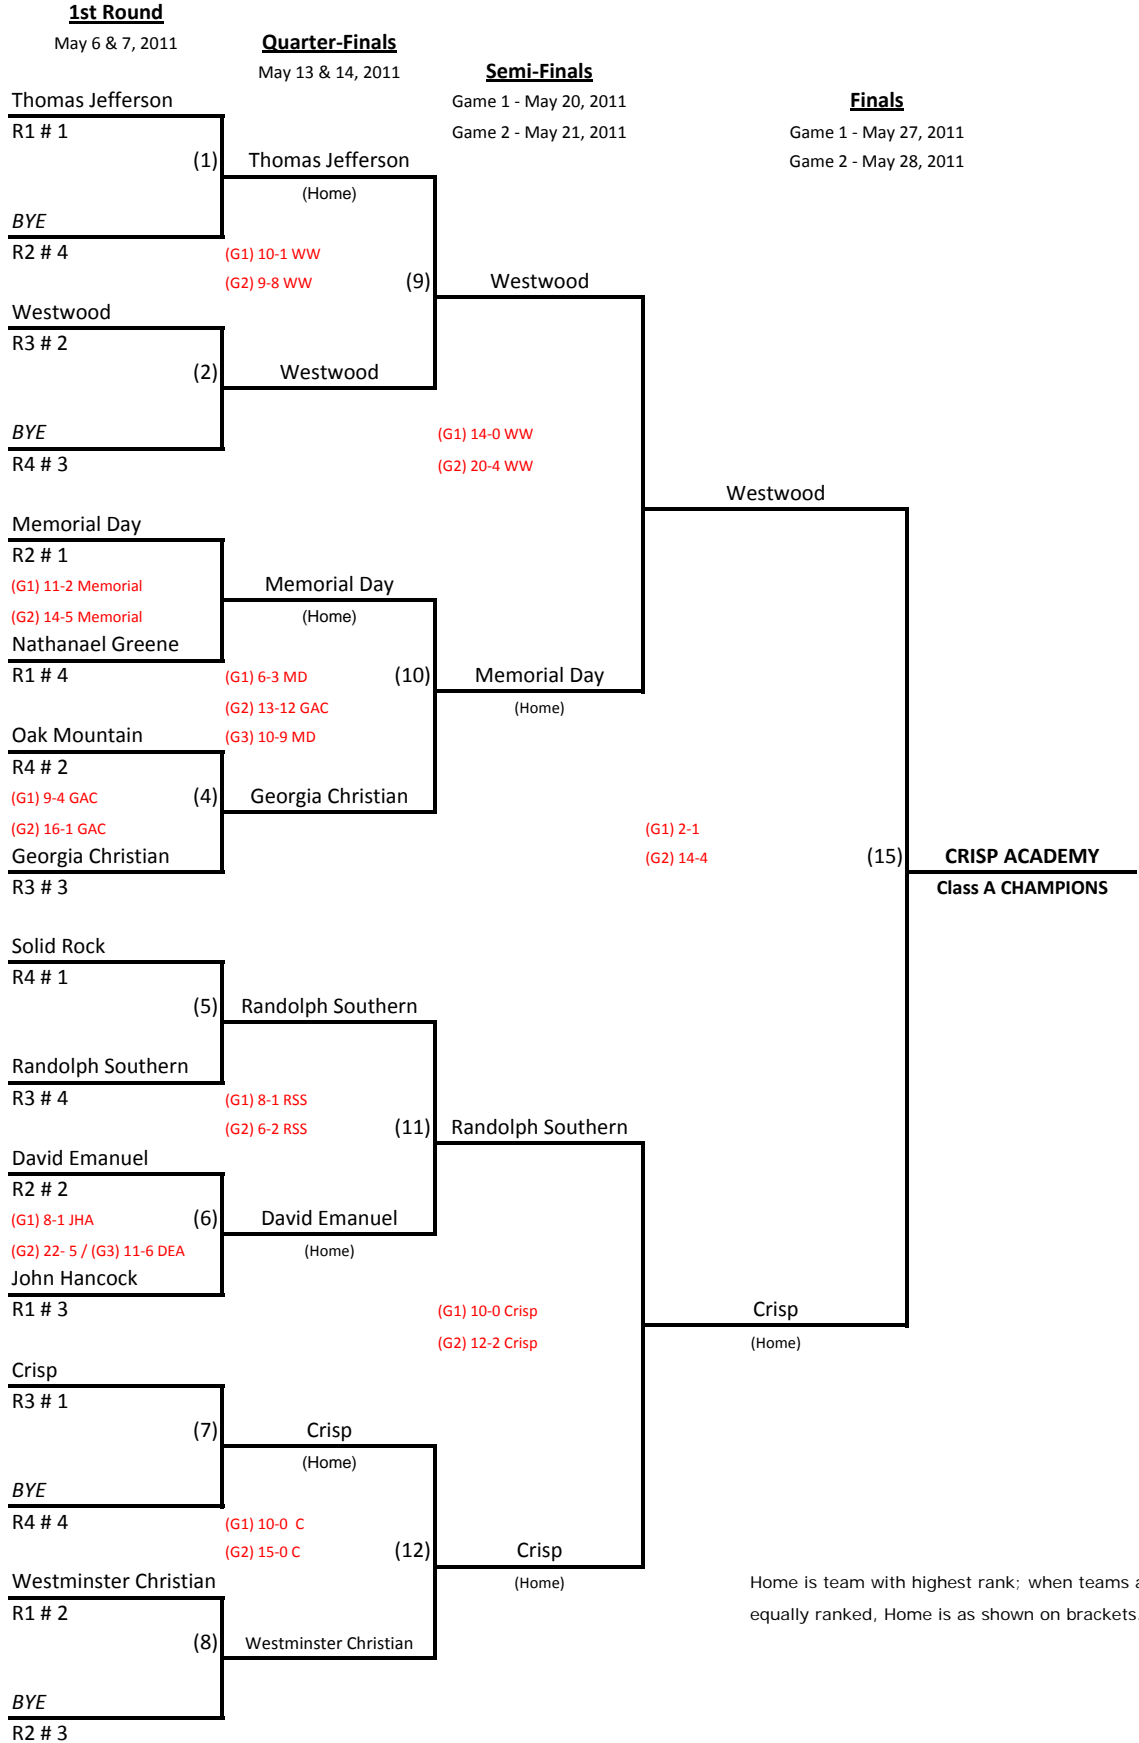 1st Round
May 6 & 7, 2011
Quarter-Finals
May 13 & 14, 2011
Semi-Finals
Game 1 - May 20, 2011
Game 2 - May 21, 2011
Finals
Game 1 - May 27, 2011
Game 2 - May 28, 2011
Thomas Jefferson
R1 # 1
(1)
Thomas Jefferson
(Home)
BYE
R2 # 4
(G1) 10-1 WW
(G2) 9-8 WW
(9)
Westwood
Westwood
R3 # 2
(2)
Westwood
BYE
R4 # 3
(G1) 14-0 WW
(G2) 20-4 WW
Westwood
Memorial Day
R2 # 1
(G1) 11-2 Memorial
(G2) 14-5 Memorial
Memorial Day
(Home)
Nathanael Greene
R1 # 4
(G1) 6-3 MD
(G2) 13-12 GAC
(G3) 10-9 MD
(10)
Memorial Day
(Home)
Oak Mountain
R4 # 2
(G1) 9-4 GAC
(G2) 16-1 GAC
(4)
Georgia Christian
Georgia Christian
R3 # 3
(G1) 2-1
(G2) 14-4
(15)
CRISP ACADEMY
Class A CHAMPIONS
Solid Rock
R4 # 1
(5)
Randolph Southern
Randolph Southern
R3 # 4
(G1) 8-1 RSS
(G2) 6-2 RSS
(11)
Randolph Southern
David Emanuel
R2 # 2
(G1) 8-1 JHA
(6)
(G2) 22- 5 / (G3) 11-6 DEA
David Emanuel
(Home)
John Hancock
R1 # 3
(G1) 10-0 Crisp
(G2) 12-2 Crisp
Crisp
(Home)
Crisp
R3 # 1
(7)
Crisp
(Home)
BYE
R4 # 4
(G1) 10-0 C
(G2) 15-0 C
(12)
Crisp
(Home)
Westminster Christian
R1 # 2
(8)
Westminster Christian
BYE
R2 # 3
Home is team with highest rank; when teams a
equally ranked, Home is as shown on brackets.